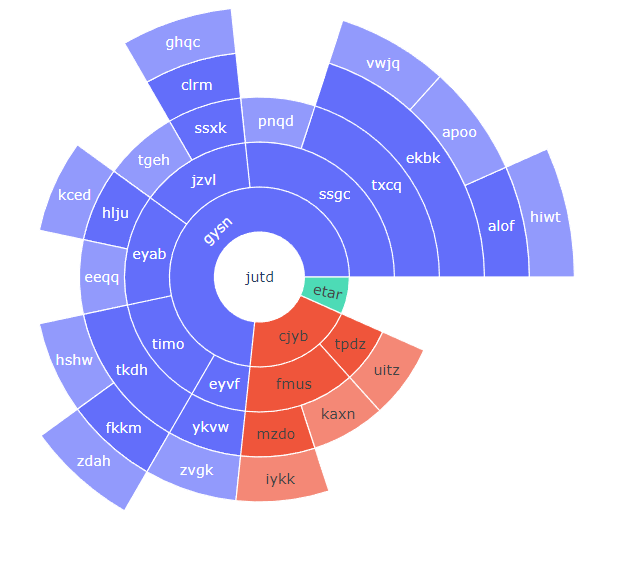 ghqc
vwjq
clrm
pnqd
ssxk
apoo
tgeh
ekbk
jzvl
txcq
kced
ssgc
hlju
hiwt
gysn
alof
eyab
eeqq
jutd
etar
cjyb
timo
tpdz
hshw
tkdh
uitz
eyvf
fmus
kaxn
fkkm
ykvw
mzdo
zdah
zvgk
iykk